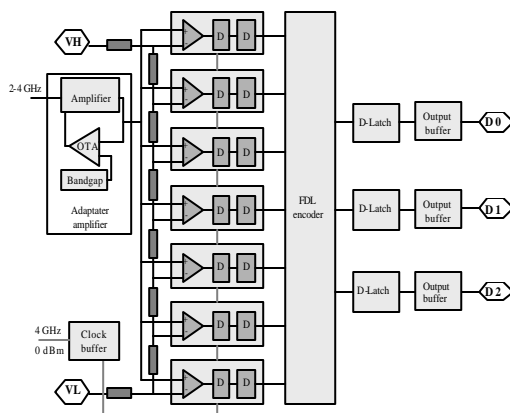 VH
2-4 GHz
Amplifier
OTA
Bandgap
Adaptater
amplifier
4 GHz
0 dBm
Clock
buffer
VL
+
-
D
D
+
-
D
D
+
-
D
D
+
-
D
D
+
-
D
D
+
-
D
D
+
-
D
D
FDL
encoder
D-Latch
Output
buffer
D0
D-Latch
Output
buffer
D1
D-Latch
Output
buffer
D2